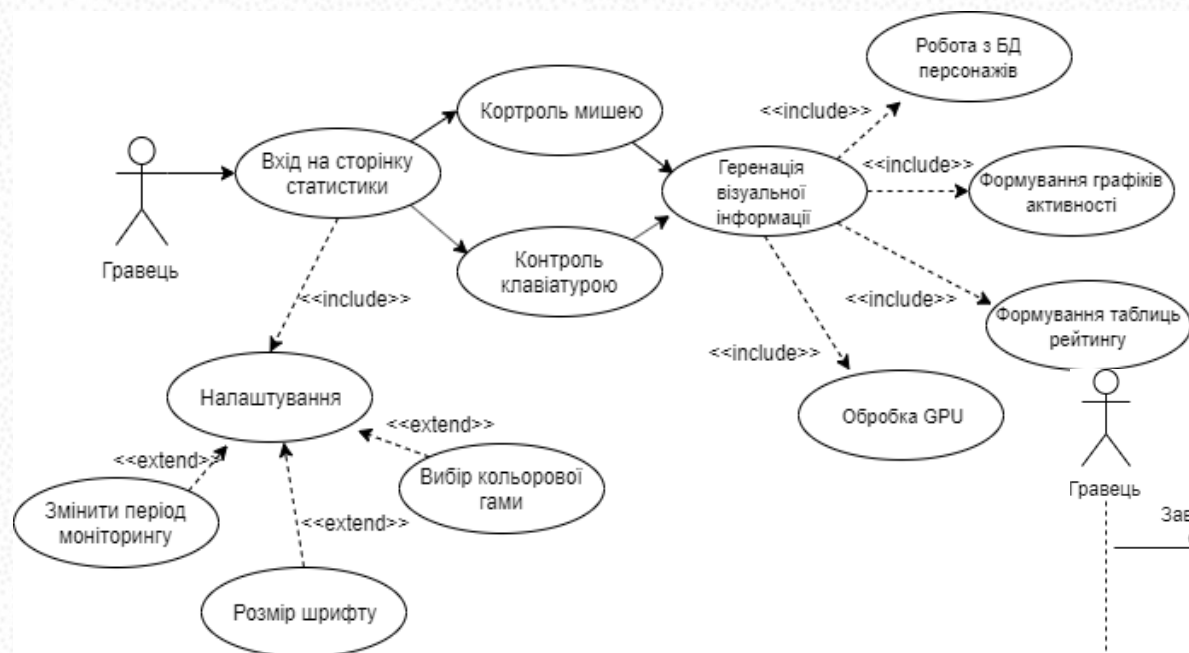 Робота з БД
персонажів
<<include>>
Кортроль мишею
Вхід на сторінку
статистики
Геренація
візуальної
інформації
<<include>>
Формування графіків
активності
Гравець
Контроль
клавіатурою
<<include>>
<<include>>
Формування таблиць
рейтингу
<<include>>
Налаштування
Обробка GPU
<<extend>>
<<extend>>
Вибір кольорової
гами
Гравець
Змінити період
моніторингу
<<extend>>
Зав
Розмір шрифту